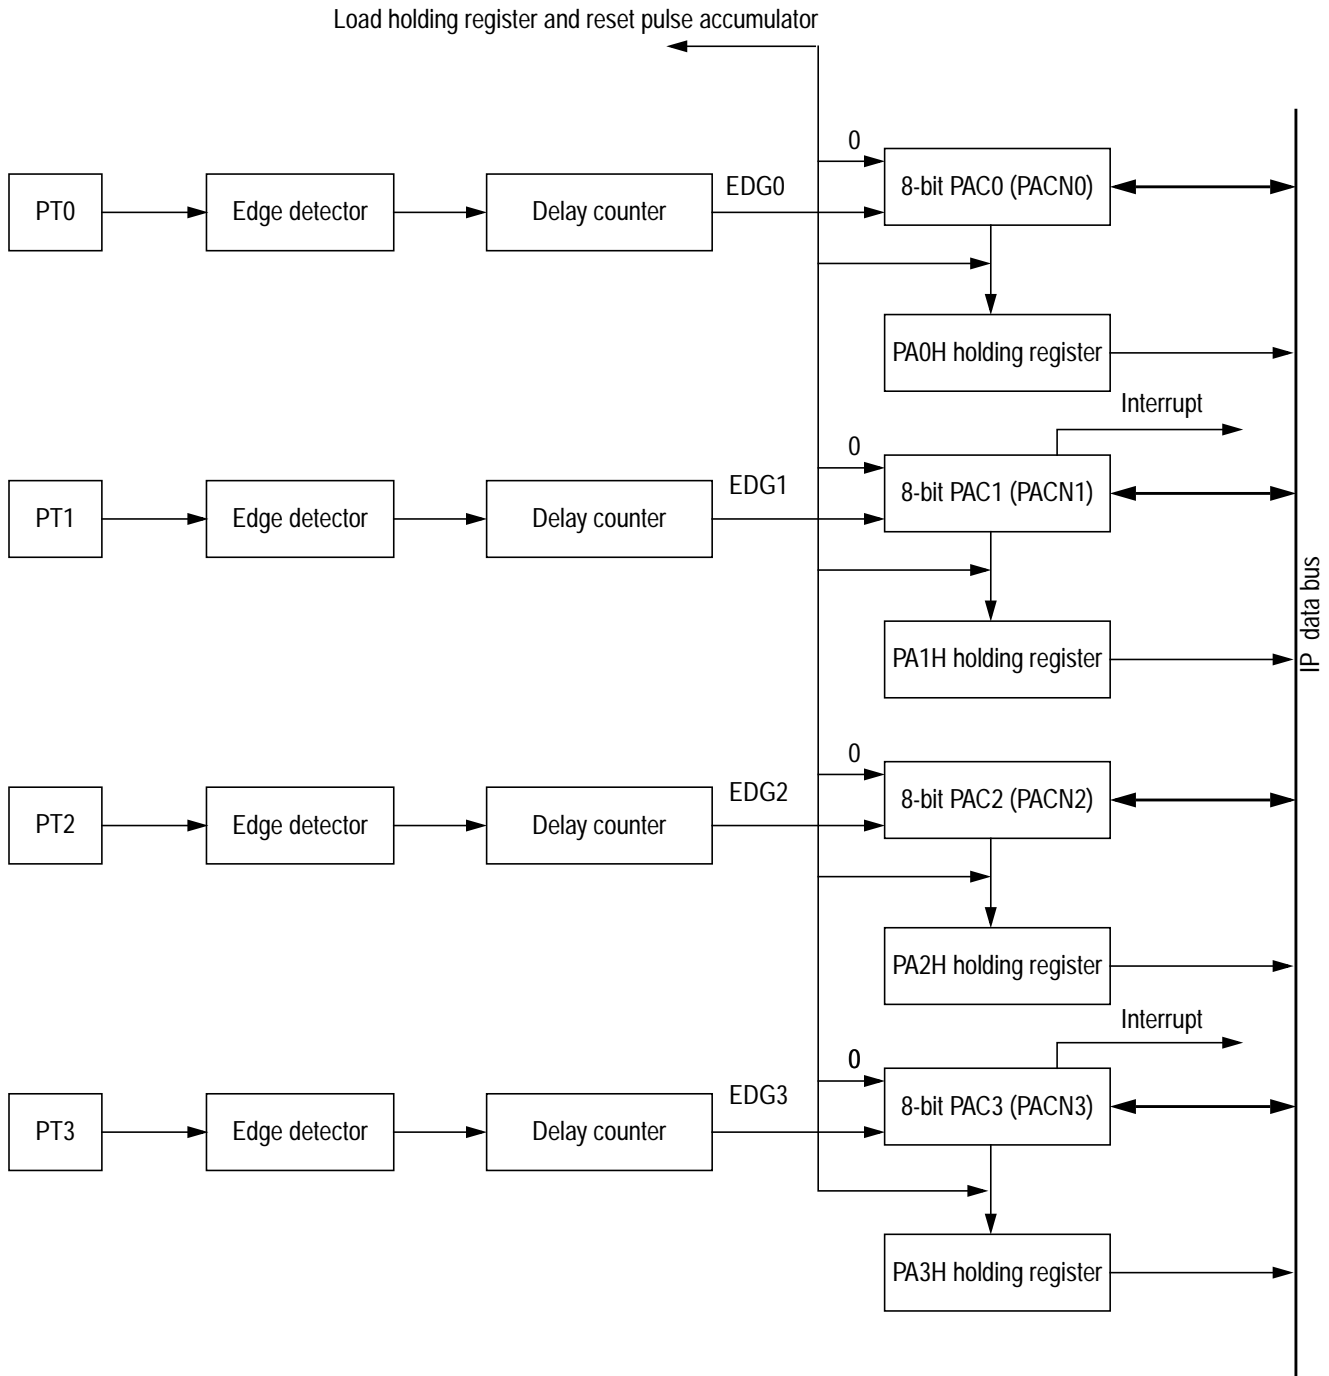 Load holding register and reset pulse accumulator
0
PT0
Edge detector
Delay counter
EDG0
8-bit PAC0 (PACN0)
PA0H holding register
Interrupt
0
PT1
Edge detector
Delay counter
EDG1
8-bit PAC1 (PACN1)
PA1H holding register
IP data bus
0
PT2
Edge detector
Delay counter
EDG2
8-bit PAC2 (PACN2)
PA2H holding register
Interrupt
0
PT3
Edge detector
Delay counter
EDG3
8-bit PAC3 (PACN3)
PA3H holding register